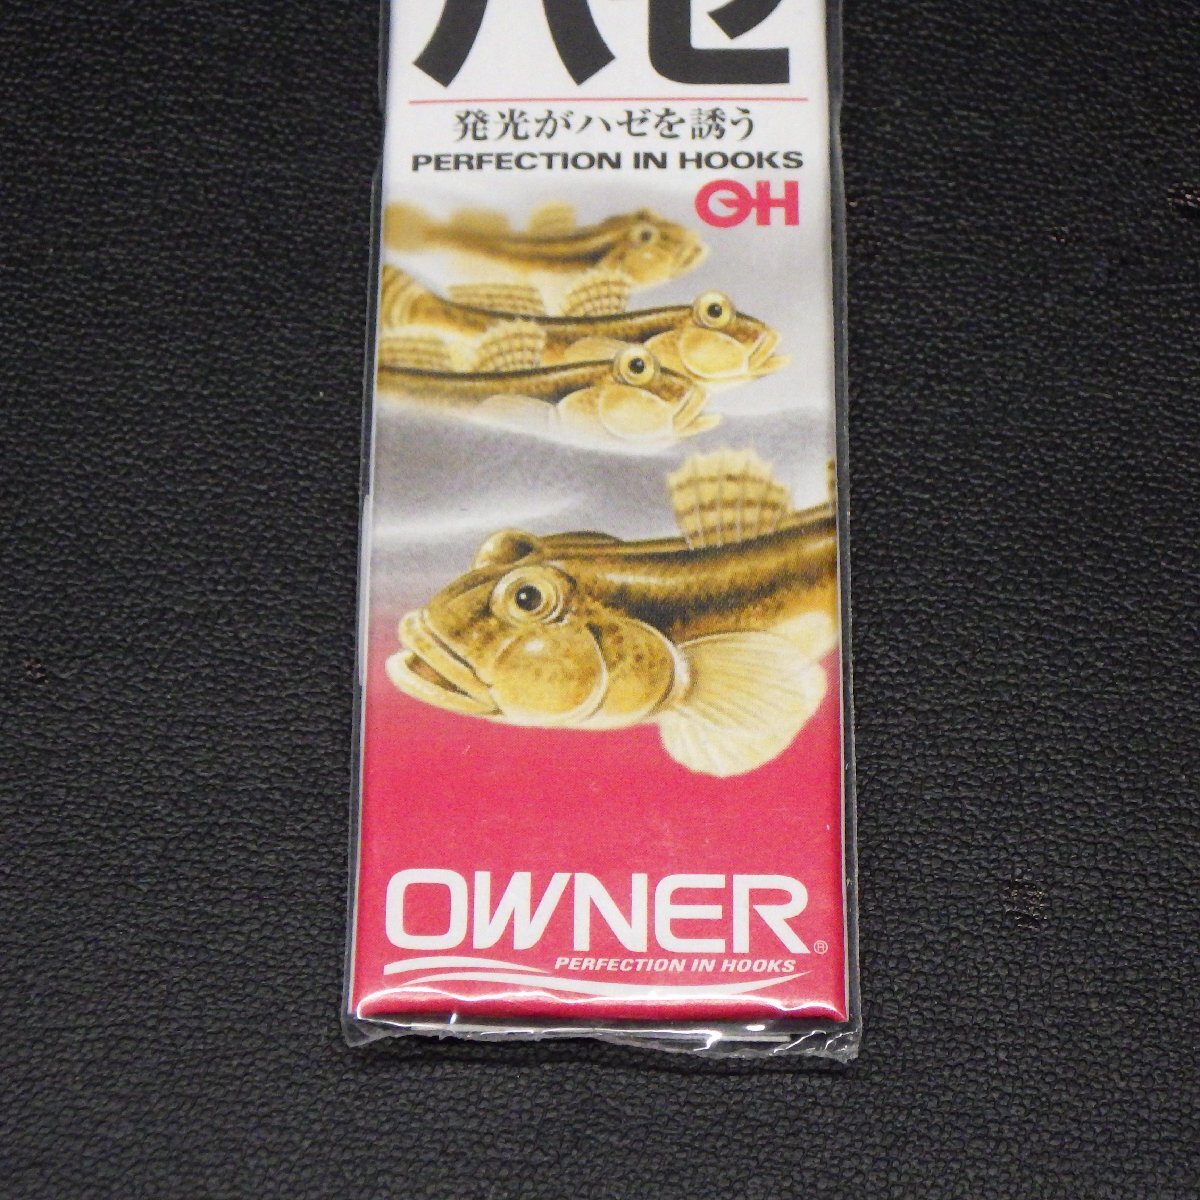 ハゼ
発光がハゼを誘う
PERFECTION IN HOOKS
OH
OWNER®
PERFECTION IN HOOKS